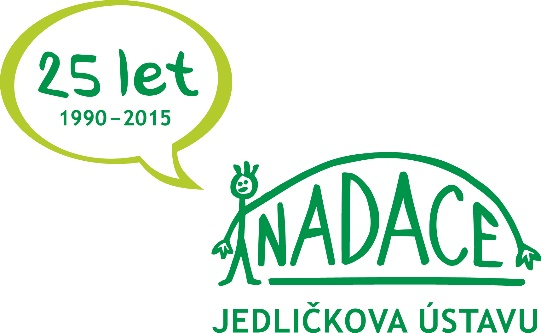 25 let
1990–2015
NADACE
JEDLIČKOVA ÚSTAVU